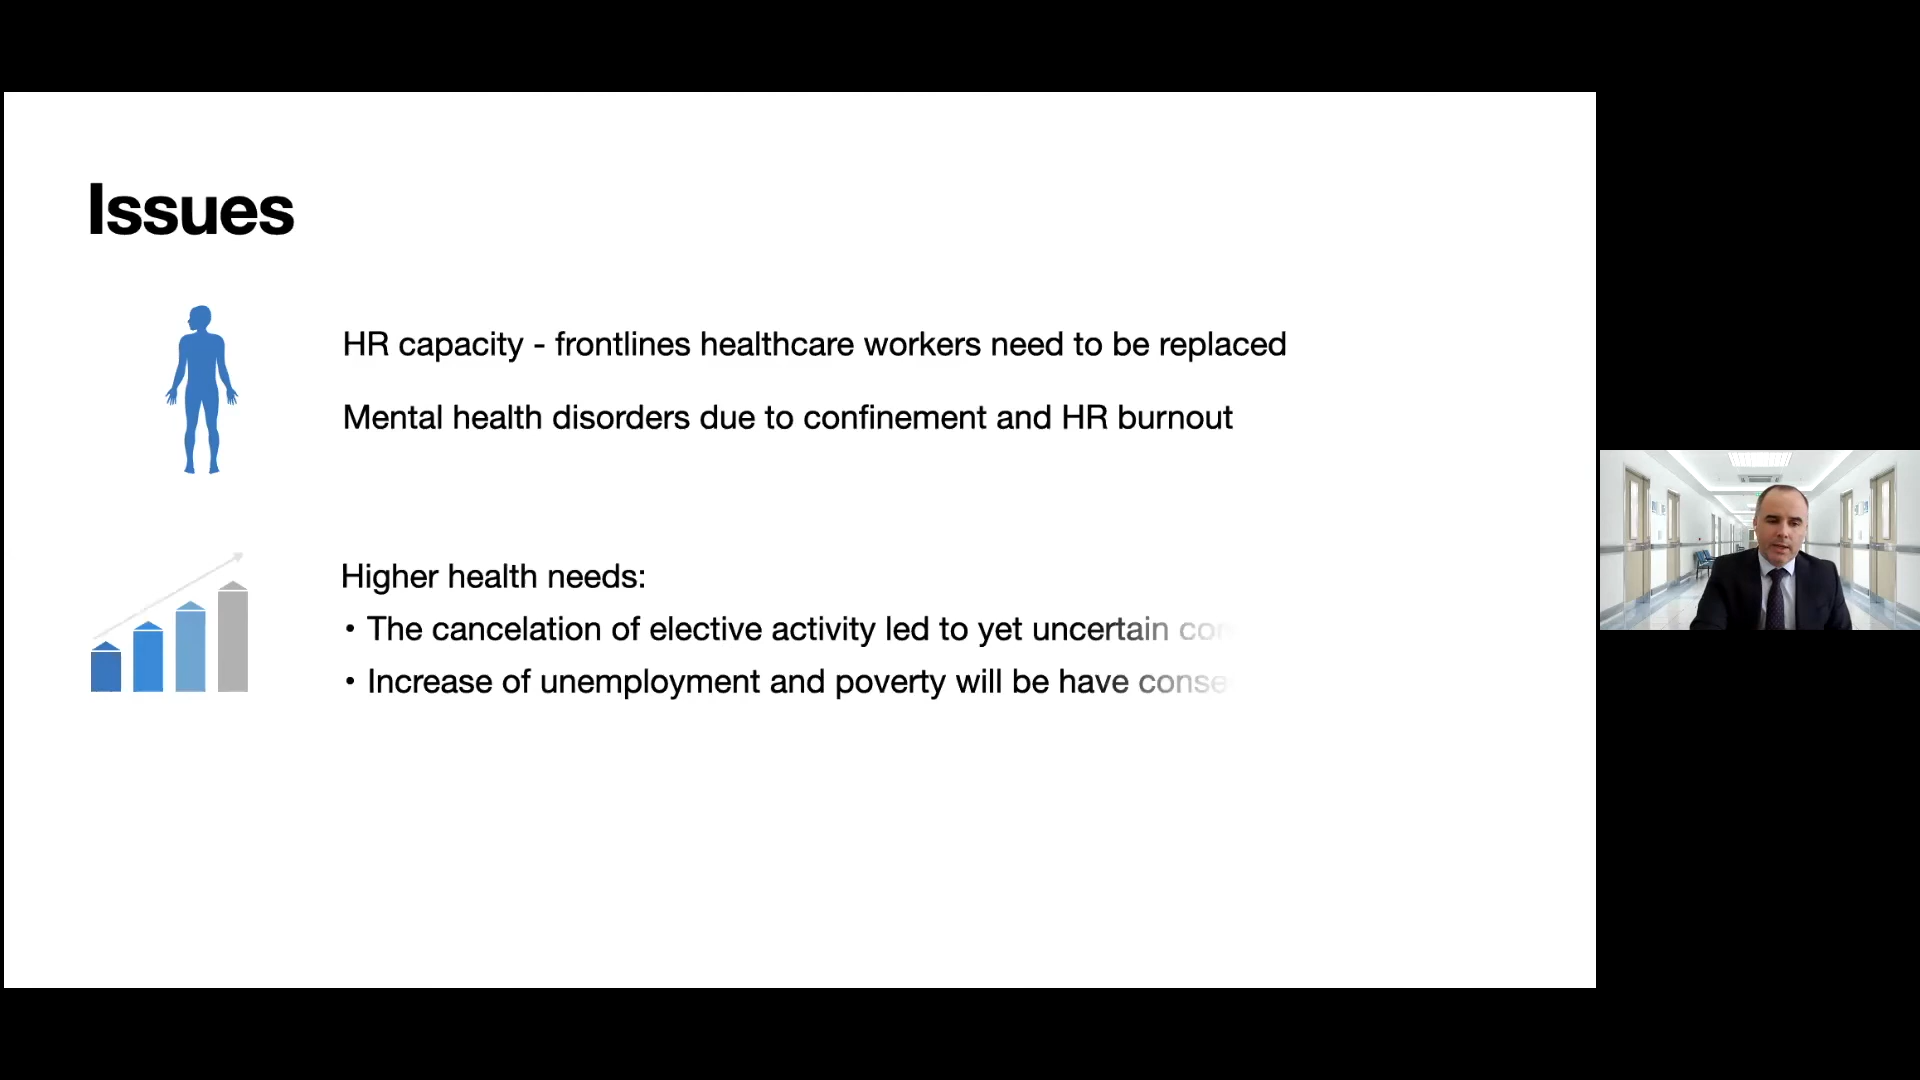 Issues
HR capacity - frontlines healthcare workers need to be replaced
Mental health disorders due to confinement and HR burnout
Higher health needs:
• The cancelation of elective activity led to yet uncertain
• Increase of unemployment and poverty will be have